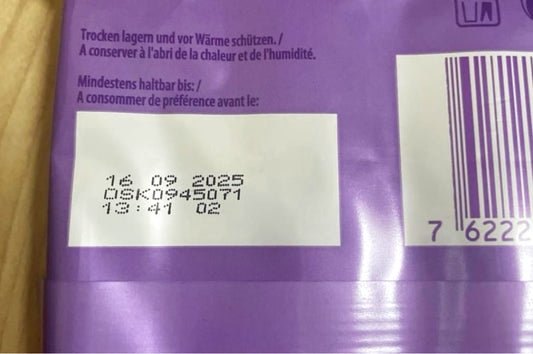 Trocken lagern und vor Wärme schützen. /
A conserver à l'abri de la chaleur et de l'humidité.
Mindestens haltbar bis: /
A consommer de préférence avant le:
16 09 2025
OSK0945071
13:41 02
7 6222